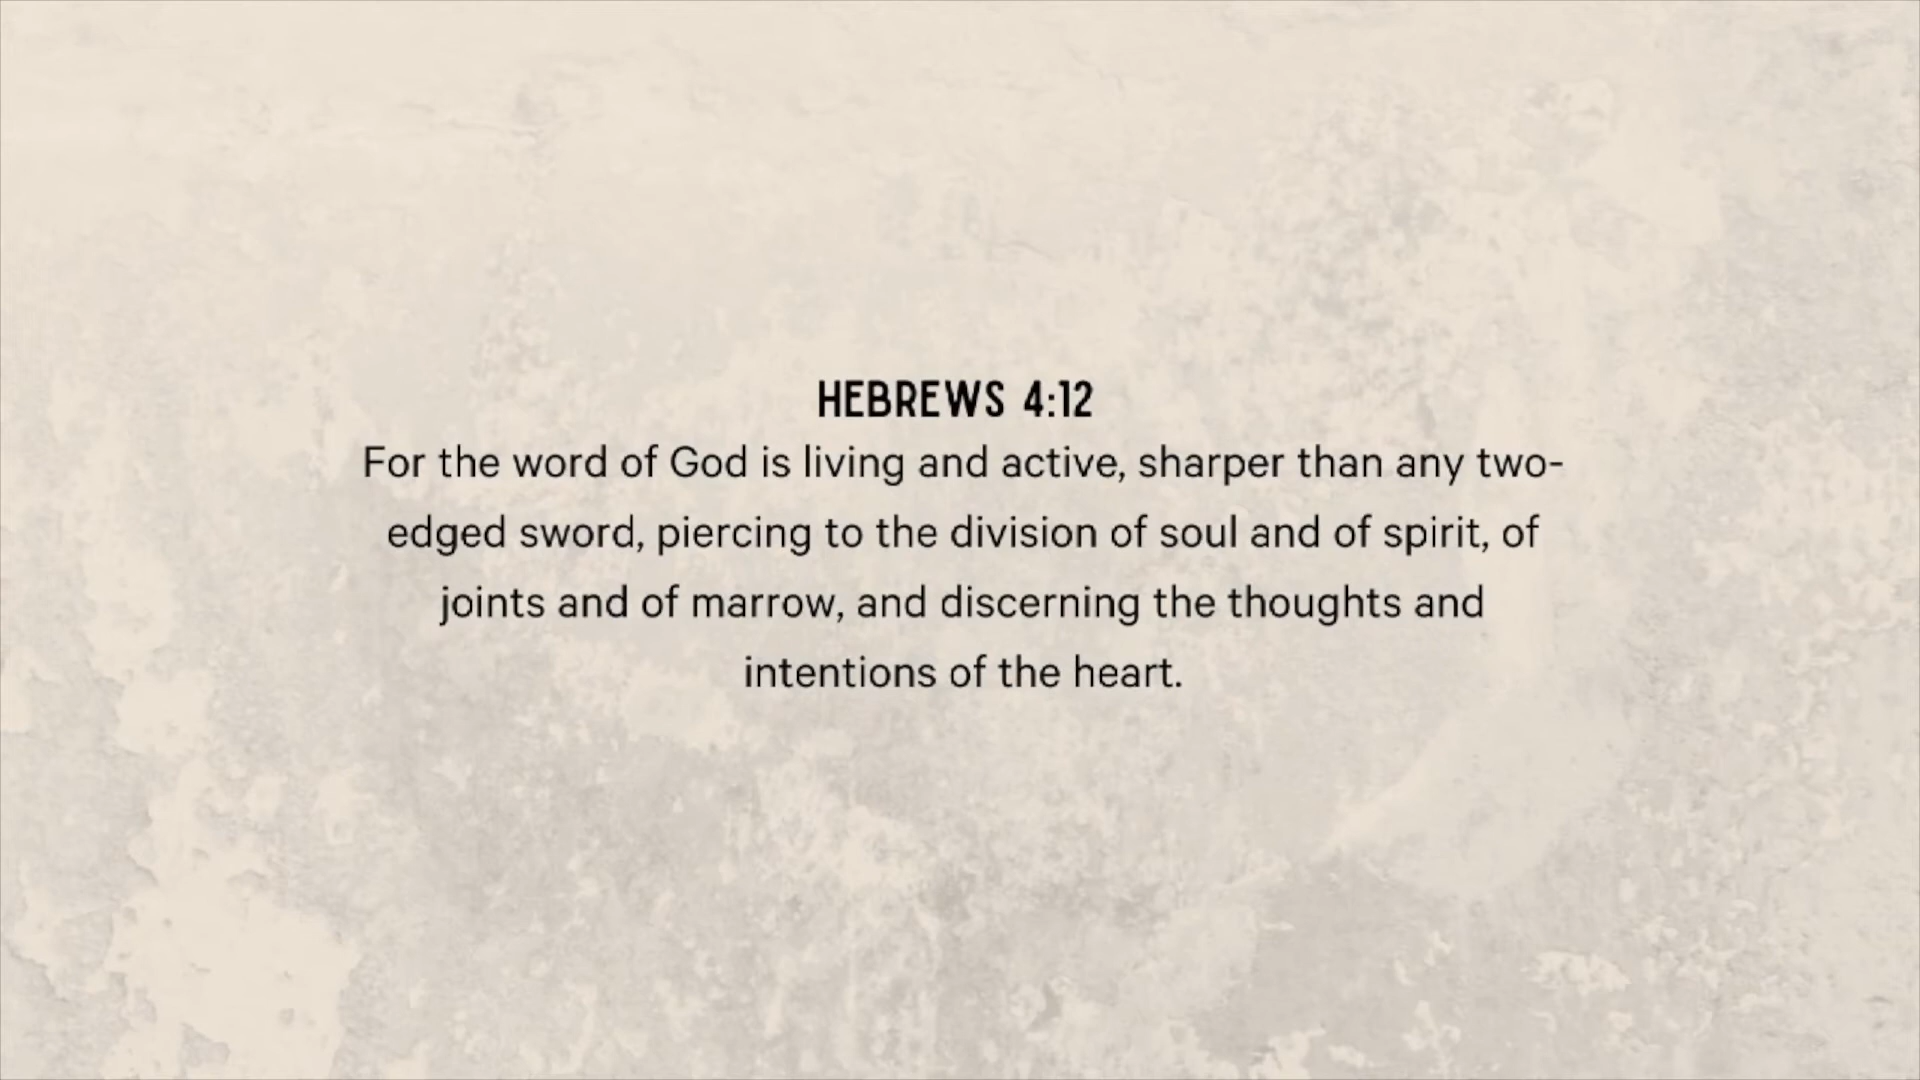 HEBREWS 4:12
For the word of God is living and active, sharper than any two-
edged sword, piercing to the division of soul and of spirit, of
joints and of marrow, and discerning the thoughts and
intentions of the heart.